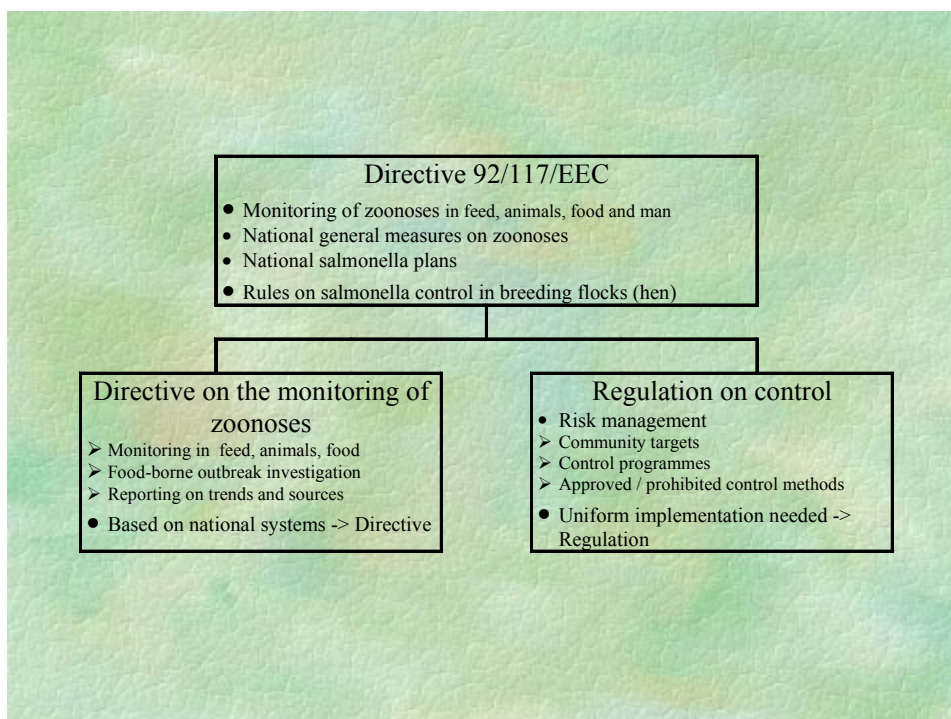 Directive 92/117/EEC
• Monitoring of zoonoses in feed, animals, food and man
• National general measures on zoonoses
• National salmonella plans
• Rules on salmonella control in breeding flocks (hen)
Directive on the monitoring of
zoonoses
➢ Monitoring in feed, animals, food
➢ Food-borne outbreak investigation
➢ Reporting on trends and sources
• Based on national systems -> Directive
Regulation on control
• Risk management
➢ Community targets
➢ Control programmes
➢ Approved / prohibited control methods
• Uniform implementation needed ->
Regulation